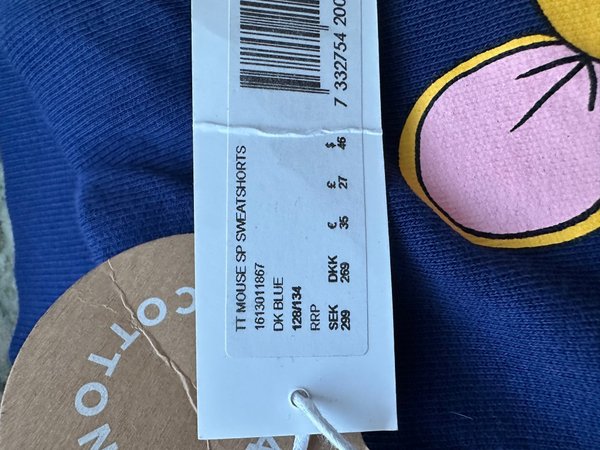 7 332754 200
TT MOUSE SP SWEATSHORTS
1613011867
DK BLUE
128/134
RRP
SEK DKK € £ $
299 269 35 27 46
COTTON